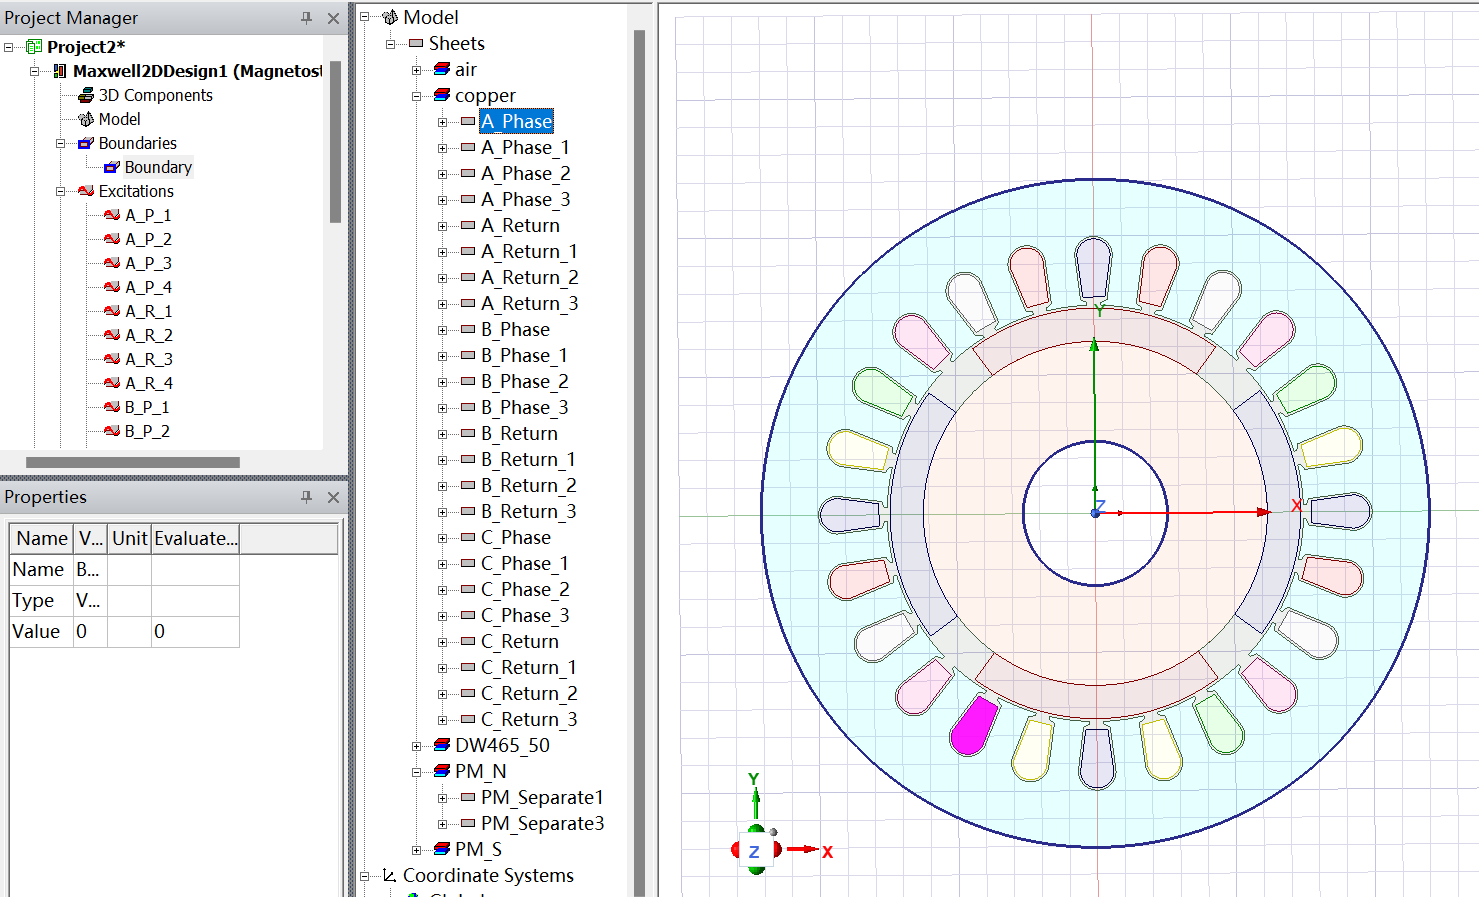 Project Manager
Project2*
Maxwell2DDesign1 (Magnetost
3D Components
Model
Boundaries
Boundary
Excitations
A_P_1
A_P_2
A_P_3
A_P_4
A_R_1
A_R_2
A_R_3
A_R_4
B_P_1
B_P_2
Properties
Name V... Unit Evaluate...
Name B...
Type V...
Value 0 0
Model
Sheets
air
copper
A_Phase
A_Phase_1
A_Phase_2
A_Phase_3
A_Return
A_Return_1
A_Return_2
A_Return_3
B_Phase
B_Phase_1
B_Phase_2
B_Phase_3
B_Return
B_Return_1
B_Return_2
B_Return_3
C_Phase
C_Phase_1
C_Phase_2
C_Phase_3
C_Return
C_Return_1
C_Return_2
C_Return_3
DW465_50
PM_N
PM_Separate1
PM_Separate3
PM_S
Coordinate Systems
Y
Z
X
Y
Z
X